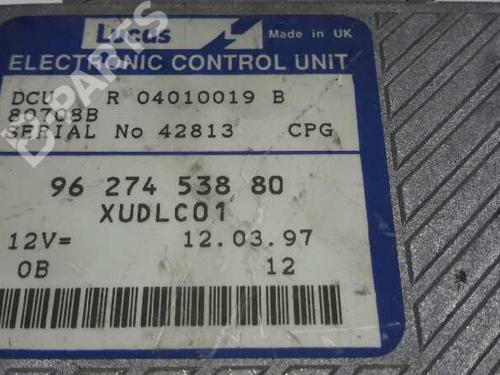 Lucas
Made in UK
ELECTRONIC CONTROL UNIT
DCU R 04010019 B
80708B
SERIAL No 42813 CPG
96 274 538 80
XUDLC01
12V= 12.03.97
0B 12